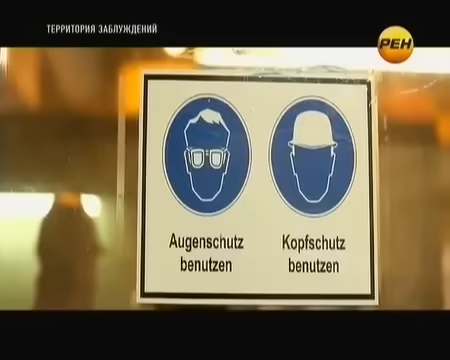 ТЕРРИТОРИЯ ЗАБЛУЖДЕНИЙ
РЕН
Augenschutz
benutzen
Kopfschutz
benutzen